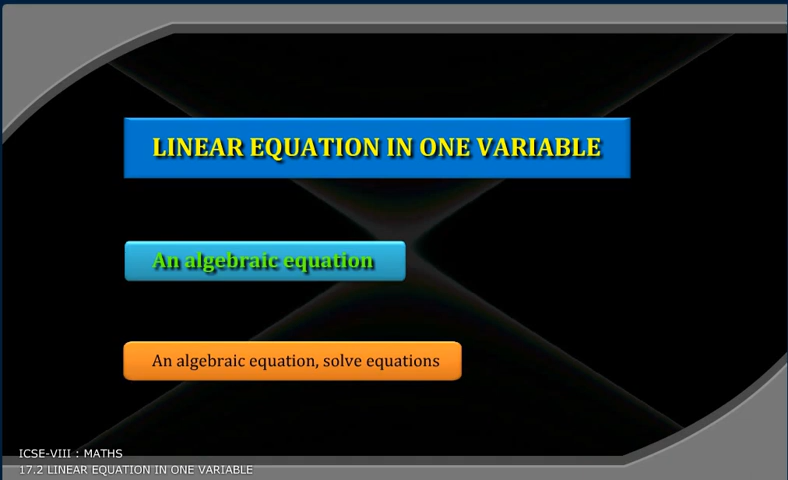 LINEAR EQUATION IN ONE VARIABLE
An algebraic equation
An algebraic equation, solve equations
ICSE-VIII : MATHS
17.2 LINEAR EQUATION IN ONE VARIABLE